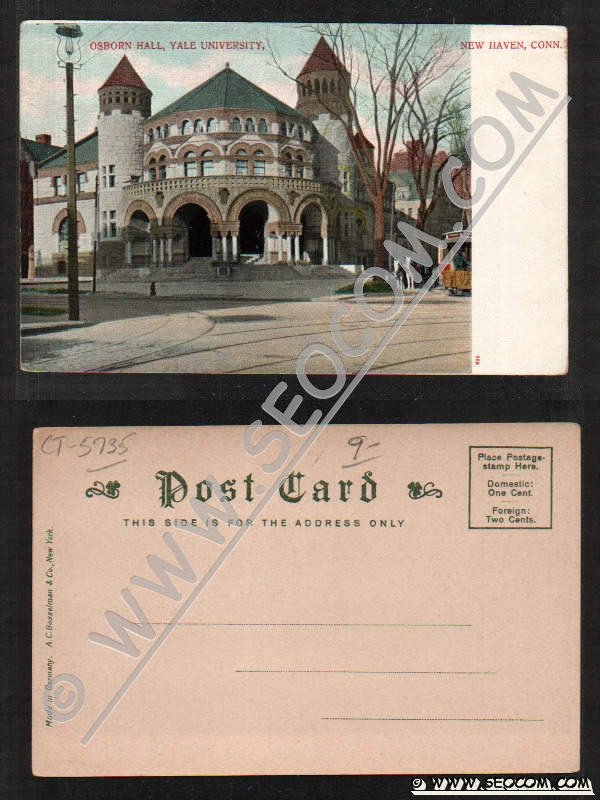 OSBORN HALL, YALE UNIVERSITY, NEW HAVEN, CONN.
© WWW.SEOCOM.COM
CT-5735 9-
Post Card
THIS SIDE IS FOR THE ADDRESS ONLY
Place Postage-
stamp Here.
Domestic:
One Cent.
Foreign:
Two Cents.
Made in Germany. A.C. Bosselman & Co., New York.
© WWW.SEOCOM.COM